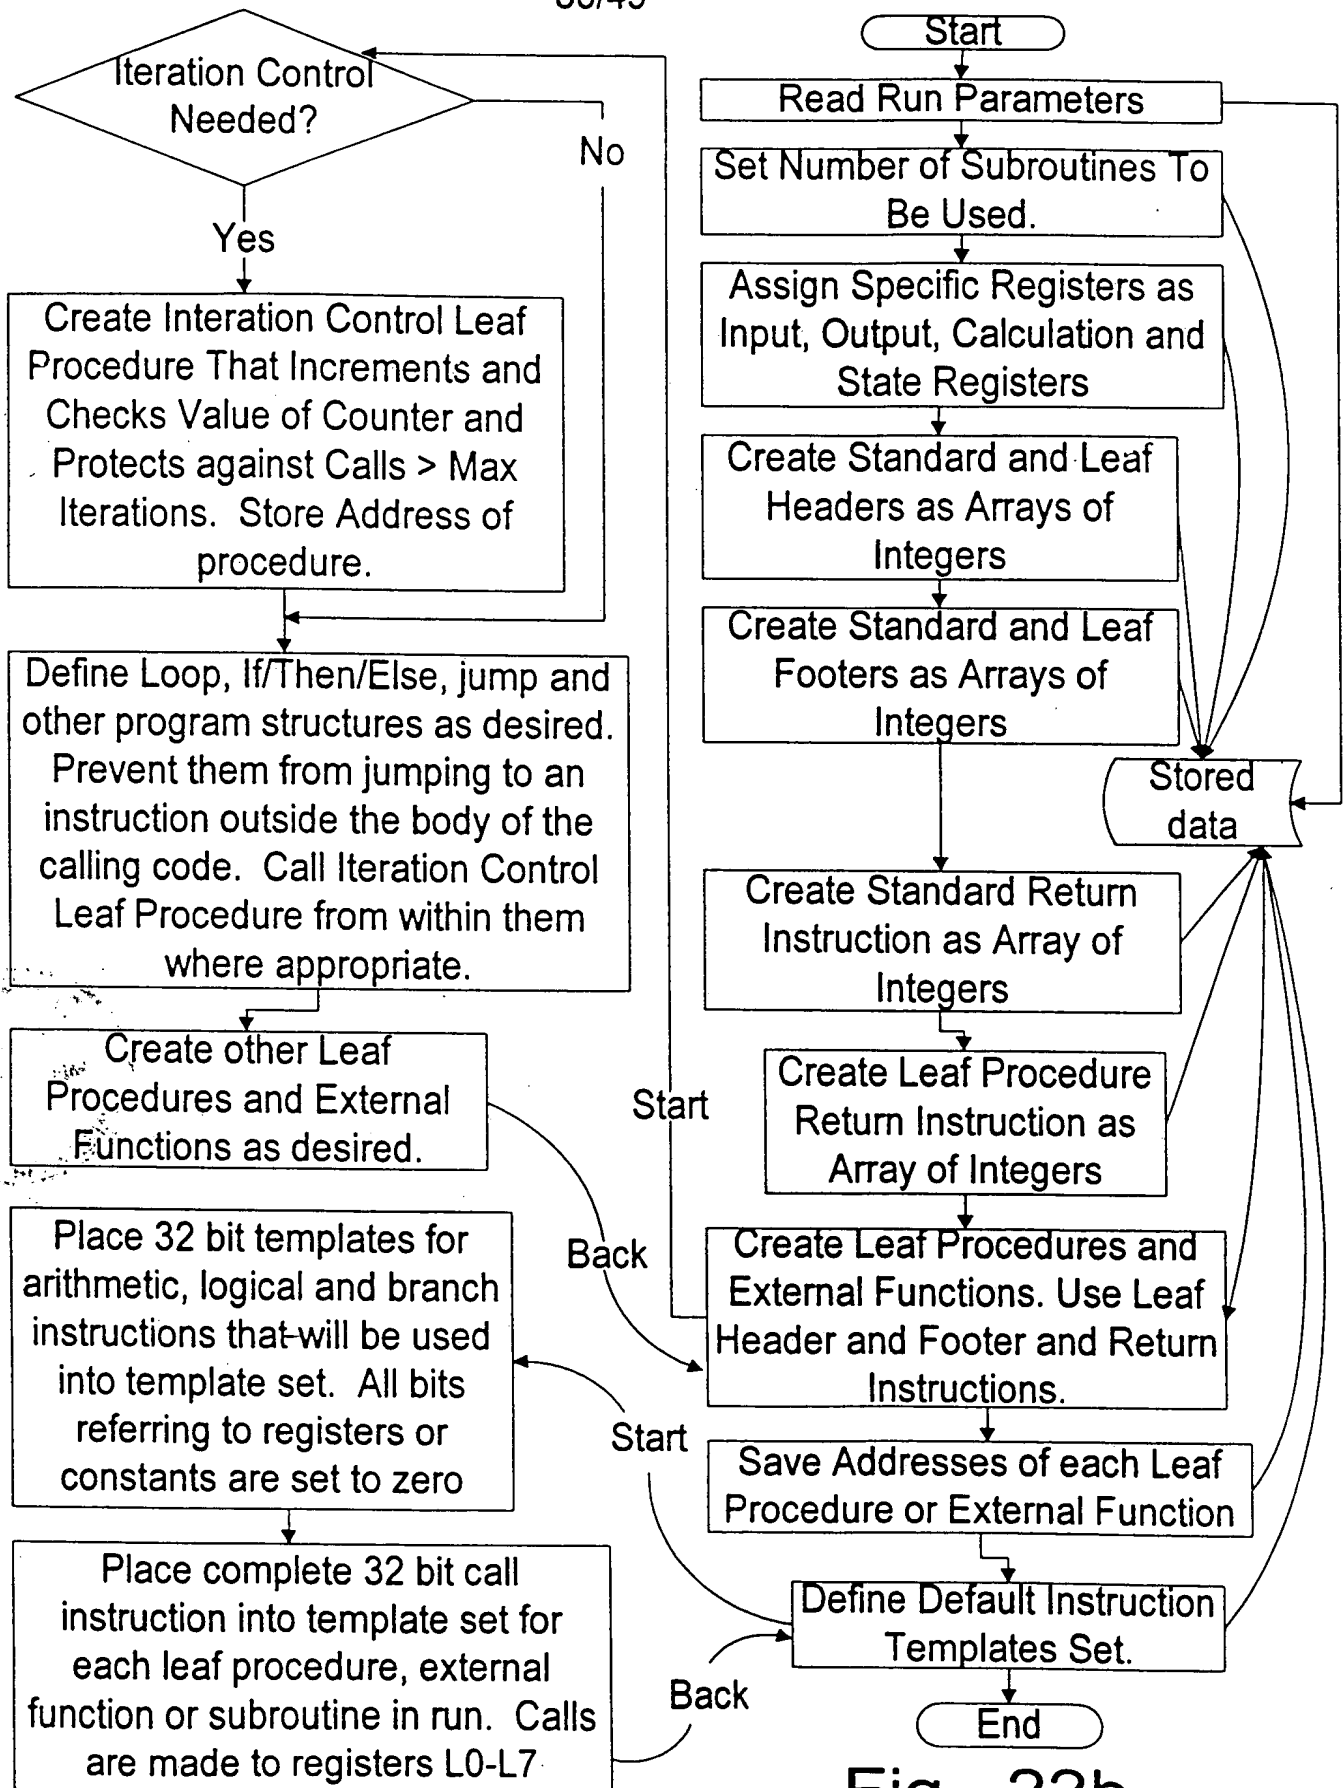 Start
Read Run Parameters
Set Number of Subroutines To
Be Used.
Assign Specific Registers as
Input, Output, Calculation and
State Registers
Create Standard and Leaf
Headers as Arrays of
Integers
Create Standard and Leaf
Footers as Arrays of
Integers
Stored
data
Create Standard Return
Instruction as Array of
Integers
Create Leaf Procedure
Return Instruction as
Array of Integers
Create Leaf Procedures and
External Functions. Use Leaf
Header and Footer and Return
Instructions.
Save Addresses of each Leaf
Procedure or External Function
Define Default Instruction
Templates Set.
End
Start
Iteration Control
Needed?
No
Yes
Create Interation Control Leaf
Procedure That Increments and
Checks Value of Counter and
Protects against Calls > Max
Iterations. Store Address of
procedure.
Define Loop, If/Then/Else, jump and
other program structures as desired.
Prevent them from jumping to an
instruction outside the body of the
calling code. Call Iteration Control
Leaf Procedure from within them
where appropriate.
Create other Leaf
Procedures and External
Functions as desired.
Back
Start
Place 32 bit templates for
arithmetic, logical and branch
instructions that will be used
into template set. All bits
referring to registers or
constants are set to zero
Place complete 32 bit call
instruction into template set for
each leaf procedure, external
function or subroutine in run. Calls
are made to registers L0-L7
Back